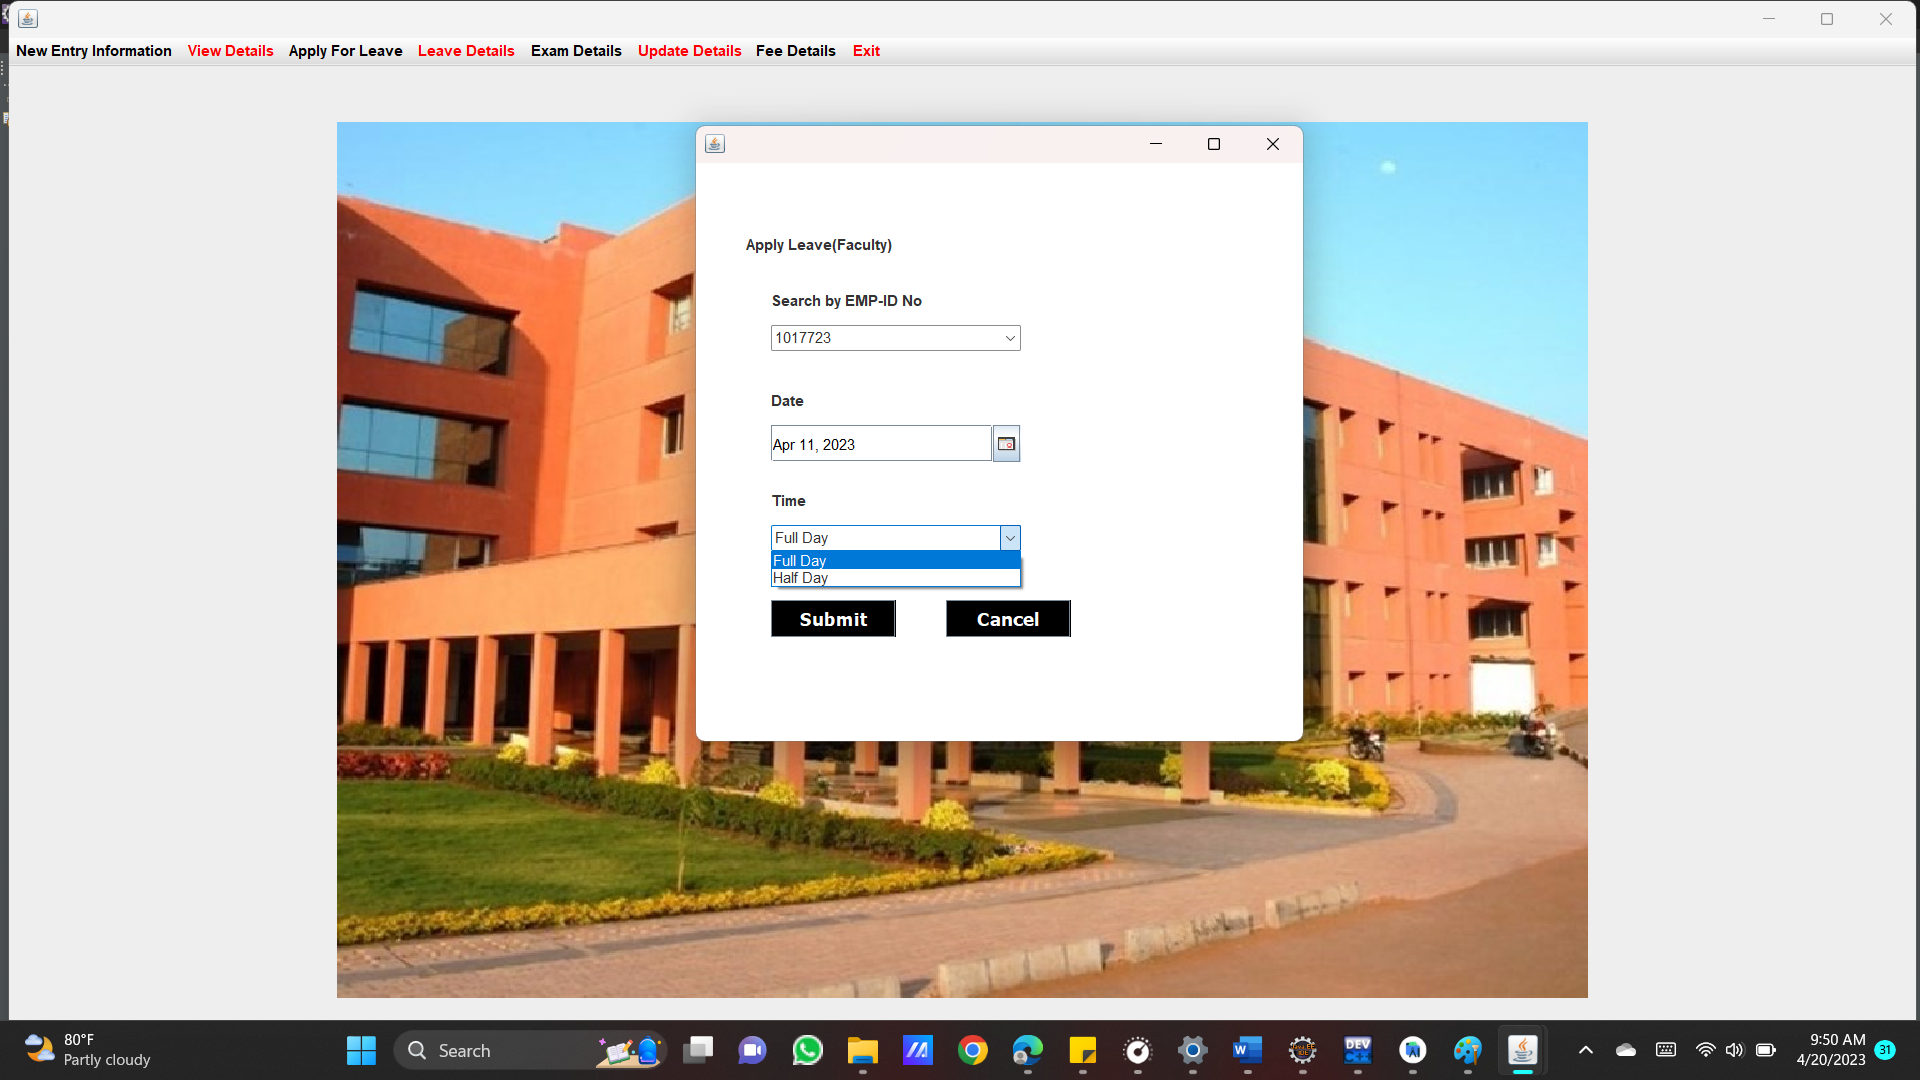 New Entry Information View Details Apply For Leave Leave Details Exam Details Update Details Fee Details Exit
Apply Leave(Faculty)
Search by EMP-ID No
1017723
Date
Apr 11, 2023
Time
Full Day
Full Day
Half Day
Submit Cancel
80°F
Partly cloudy
Search
W
DEV
9:50 AM
4/20/2023
31